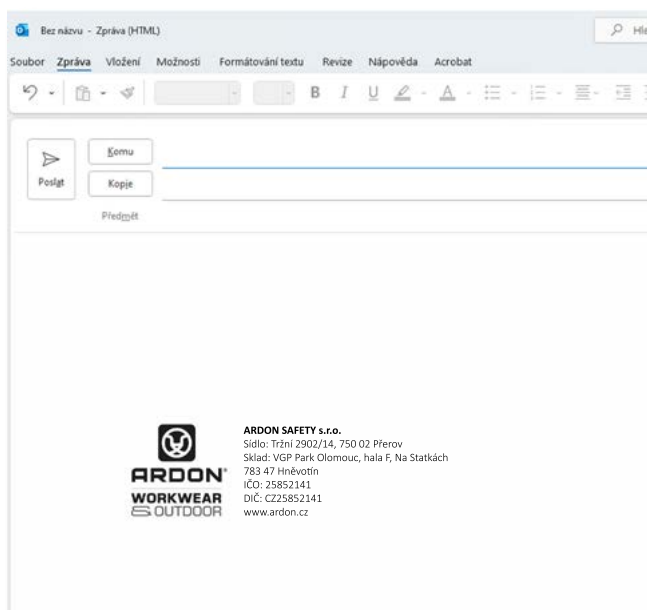 Bez názvu - Zpráva (HTML)
Soubor Zpráva Vložení Možnosti Formátování textu Revize Nápověda Acrobat
B I U A
Komu
Poslat
Kopie
Předmět
ARDON SAFETY s.r.o.
Sídlo: Tržní 2902/14, 750 02 Přerov
Sklad: VGP Park Olomouc, hala F, Na Statkách
783 47 Hněvotín
IČO: 25852141
DIČ: CZ25852141
www.ardon.cz
ARDON®
WORKWEAR
& OUTDOOR